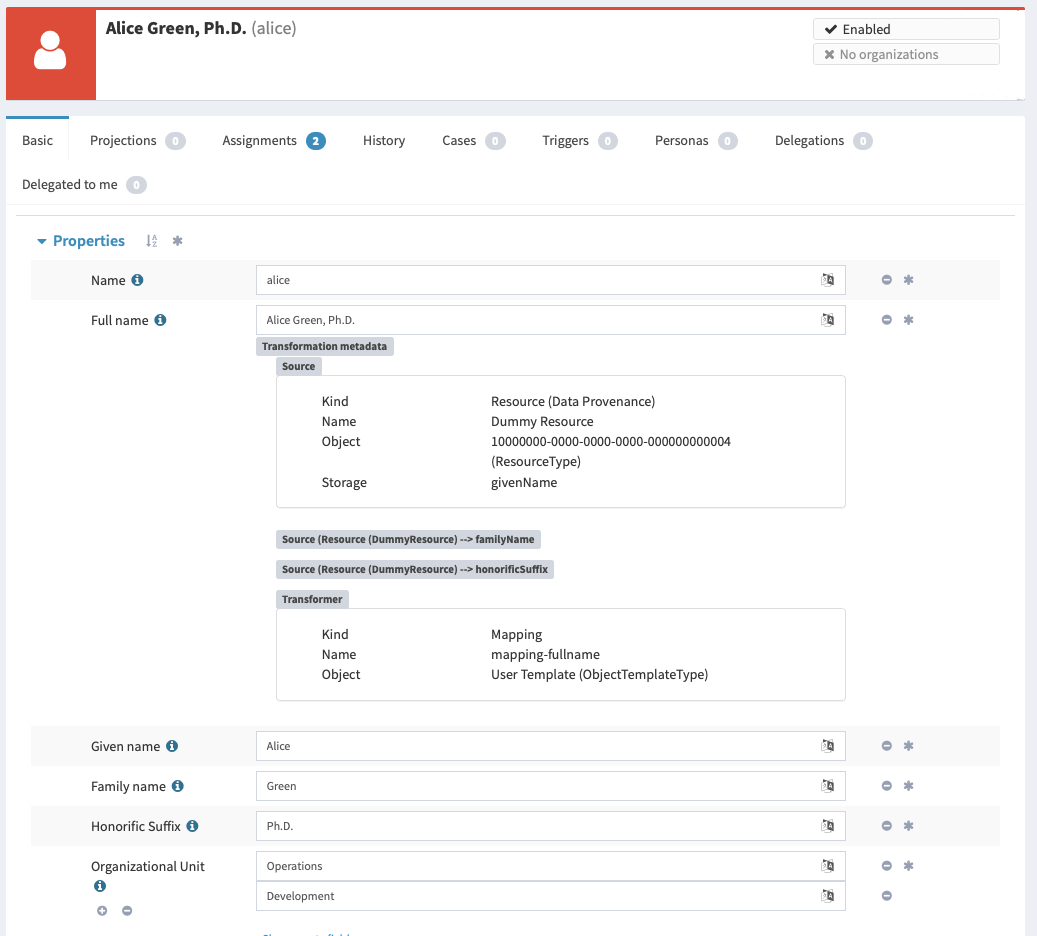 Alice Green, Ph.D. (alice)
Enabled
No organizations
Basic Projections 0 Assignments 2 History Cases 0 Triggers 0 Personas 0 Delegations 0
Delegated to me 0
Properties
Name alice
Full name Alice Green, Ph.D.
Transformation metadata
Source
Kind Resource (Data Provenance)
Name Dummy Resource
Object 10000000-0000-0000-0000-000000000004
(ResourceType)
Storage givenName
Source (Resource (DummyResource) --> familyName
Source (Resource (DummyResource) --> honorificSuffix
Transformer
Kind Mapping
Name mapping-fullname
Object User Template (ObjectTemplateType)
Given name Alice
Family name Green
Honorific Suffix Ph.D.
Organizational Unit Operations
Development